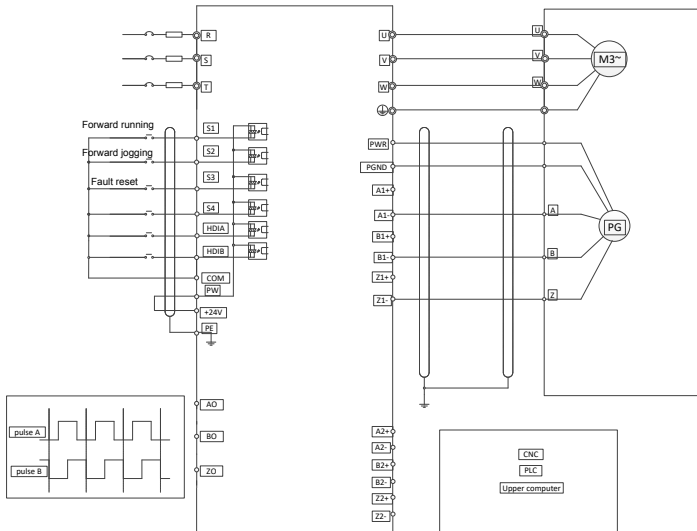 R
S
T
Forward running
Forward jogging
Fault reset
S1
S2
S3
S4
HDIA
HDIB
COM
PW
+24V
PE
AO
BO
ZO
pulse A
pulse B
U
V
W
PWR
PGND
A1+
A1-
B1+
B1-
Z1+
Z1-
A2+
A2-
B2+
B2-
Z2+
Z2-
U
V
W
M3~
A
B
Z
PG
CNC
PLC
Upper computer